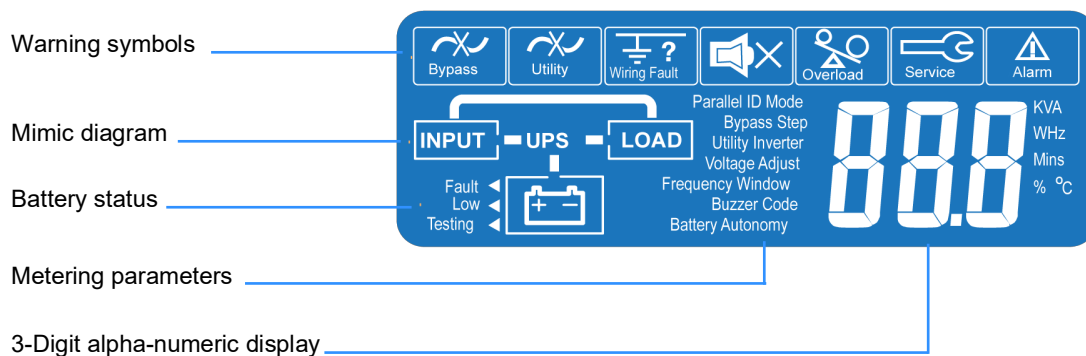 Warning symbols
Bypass
Utility
? Wiring Fault
Overload
Service
Alarm
Mimic diagram
INPUT
UPS
LOAD
Parallel ID Mode
Bypass Step
Utility Inverter
Voltage Adjust
Frequency Window
Buzzer Code
Battery Autonomy
88.8
KVA
WHz
Mins
% °C
Battery status
Fault
Low
Testing
+ −
Metering parameters
3-Digit alpha-numeric display